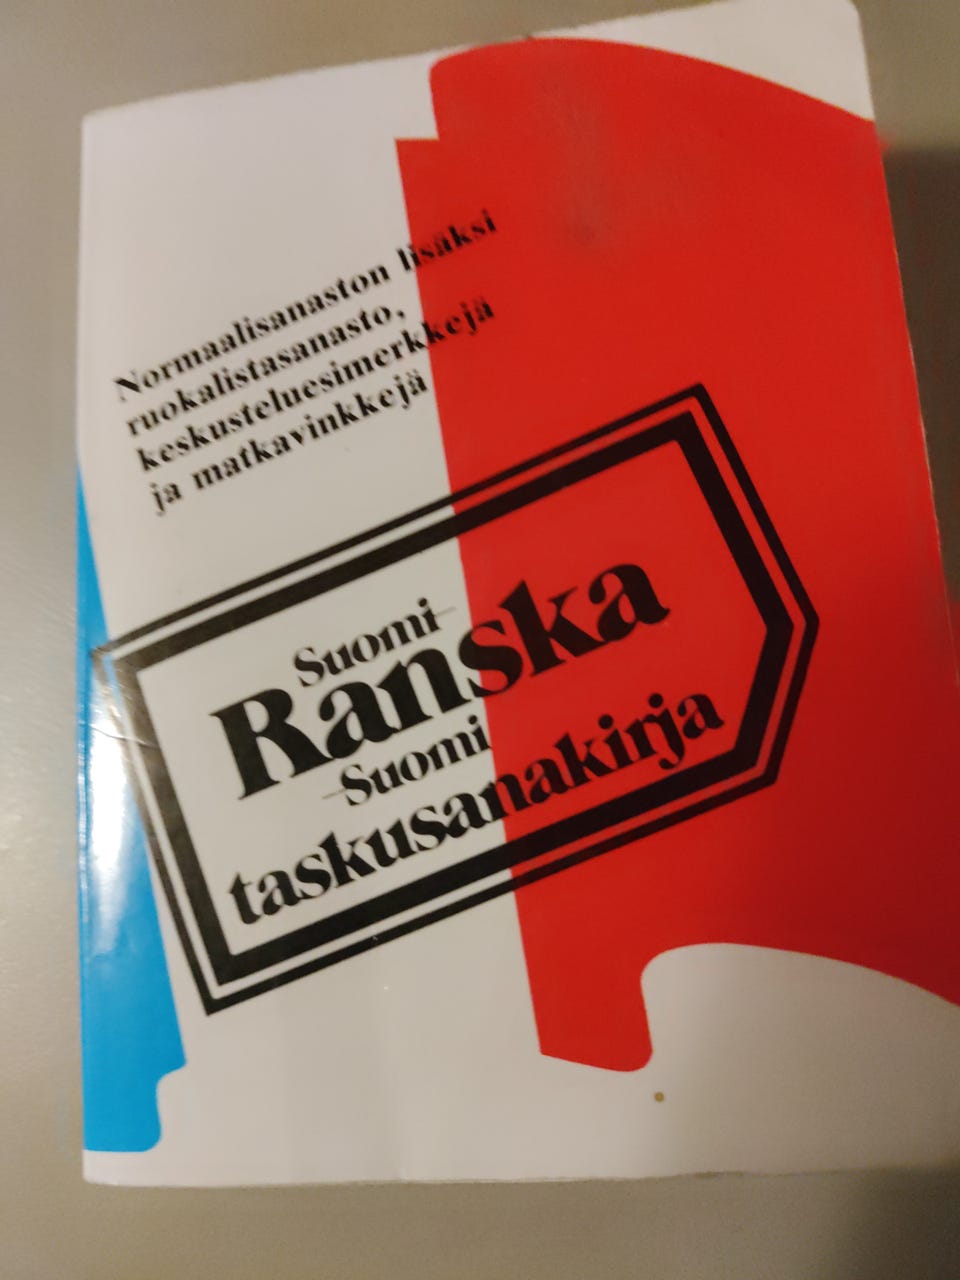 Normaalisanaston lisäksi
ruokalistasanasto,
keskusteluesimerkkejä
ja matkavinkkejä
Suomi-
Ranska
-Suomi
taskusanakirja